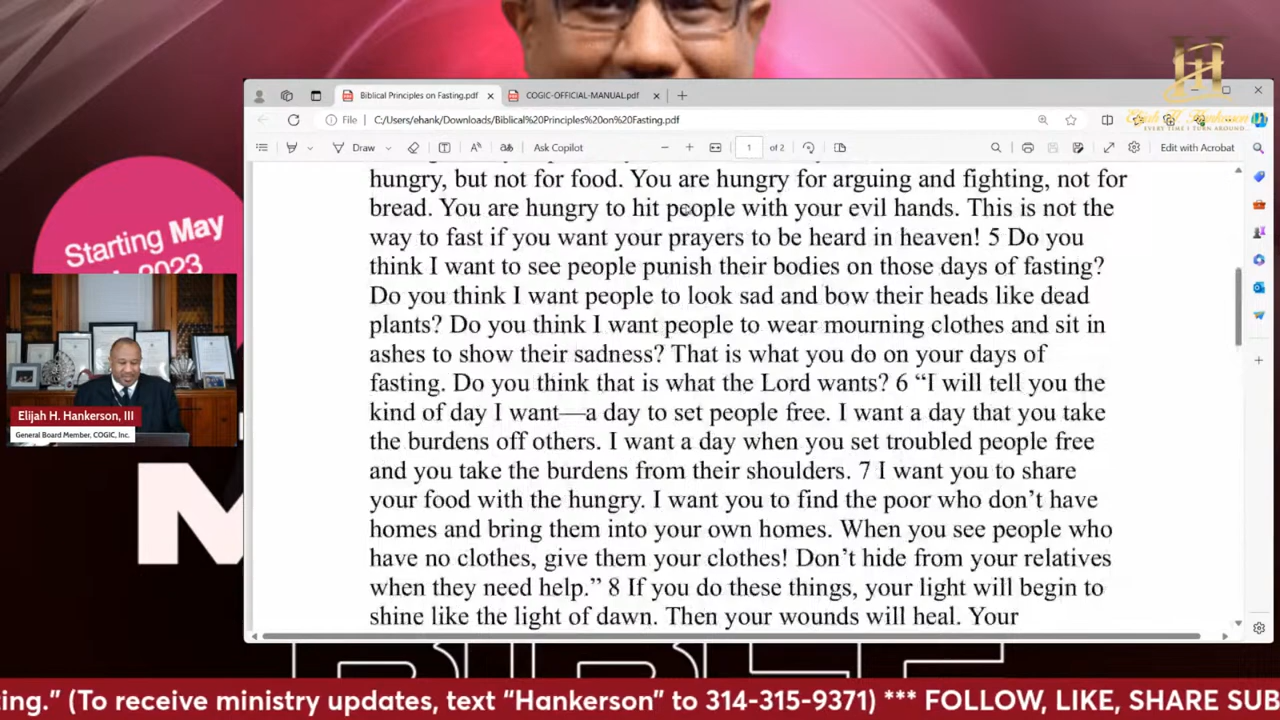 Biblical Principles on Fasting.pdf
COGIC-OFFICIAL-MANUAL.pdf
File
C:/Users/ehank/Downloads/Biblical%20Principles%20on%20Fasting.pdf
Draw
Ask Copilot
1
of 2
Edit with Acrobat
H
EVERY TIME I TURN AROUND...
hungry, but not for food. You are hungry for arguing and fighting, not for
bread. You are hungry to hit people with your evil hands. This is not the
way to fast if you want your prayers to be heard in heaven! 5 Do you
think I want to see people punish their bodies on those days of fasting?
Do you think I want people to look sad and bow their heads like dead
plants? Do you think I want people to wear mourning clothes and sit in
ashes to show their sadness? That is what you do on your days of
fasting. Do you think that is what the Lord wants? 6 “I will tell you the
kind of day I want—a day to set people free. I want a day that you take
the burdens off others. I want a day when you set troubled people free
and you take the burdens from their shoulders. 7 I want you to share
your food with the hungry. I want you to find the poor who don’t have
homes and bring them into your own homes. When you see people who
have no clothes, give them your clothes! Don’t hide from your relatives
when they need help.” 8 If you do these things, your light will begin to
shine like the light of dawn. Then your wounds will heal. Your
Starting May
2023
Elijah H. Hankerson, III
General Board Member, COGIC, Inc.
M
BIBLE
ting.” (To receive ministry updates, text “Hankerson” to 314-315-9371) *** FOLLOW, LIKE, SHARE SUB